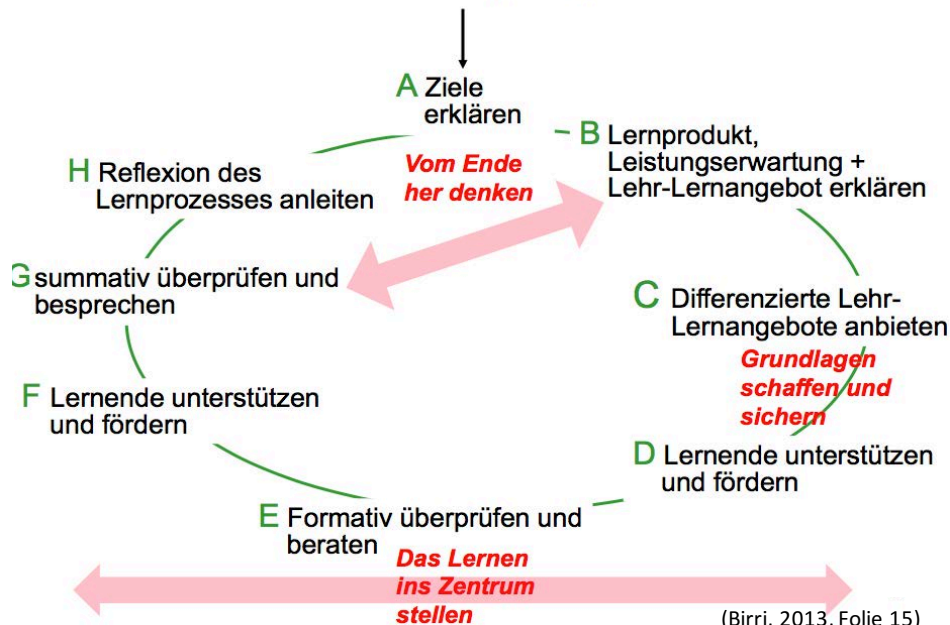 A Ziele
erklären
B Lernprodukt,
Leistungserwartung +
Lehr-Lernangebot erklären
Vom Ende
her denken
H Reflexion des
Lernprozesses anleiten
G summativ überprüfen und
besprechen
C Differenzierte Lehr-
Lernangebote anbieten
Grundlagen
schaffen und
sichern
F Lernende unterstützen
und fördern
D Lernende unterstützen
und fördern
E Formativ überprüfen und
beraten
Das Lernen
ins Zentrum
stellen
(Birri, 2013, Folie 15)